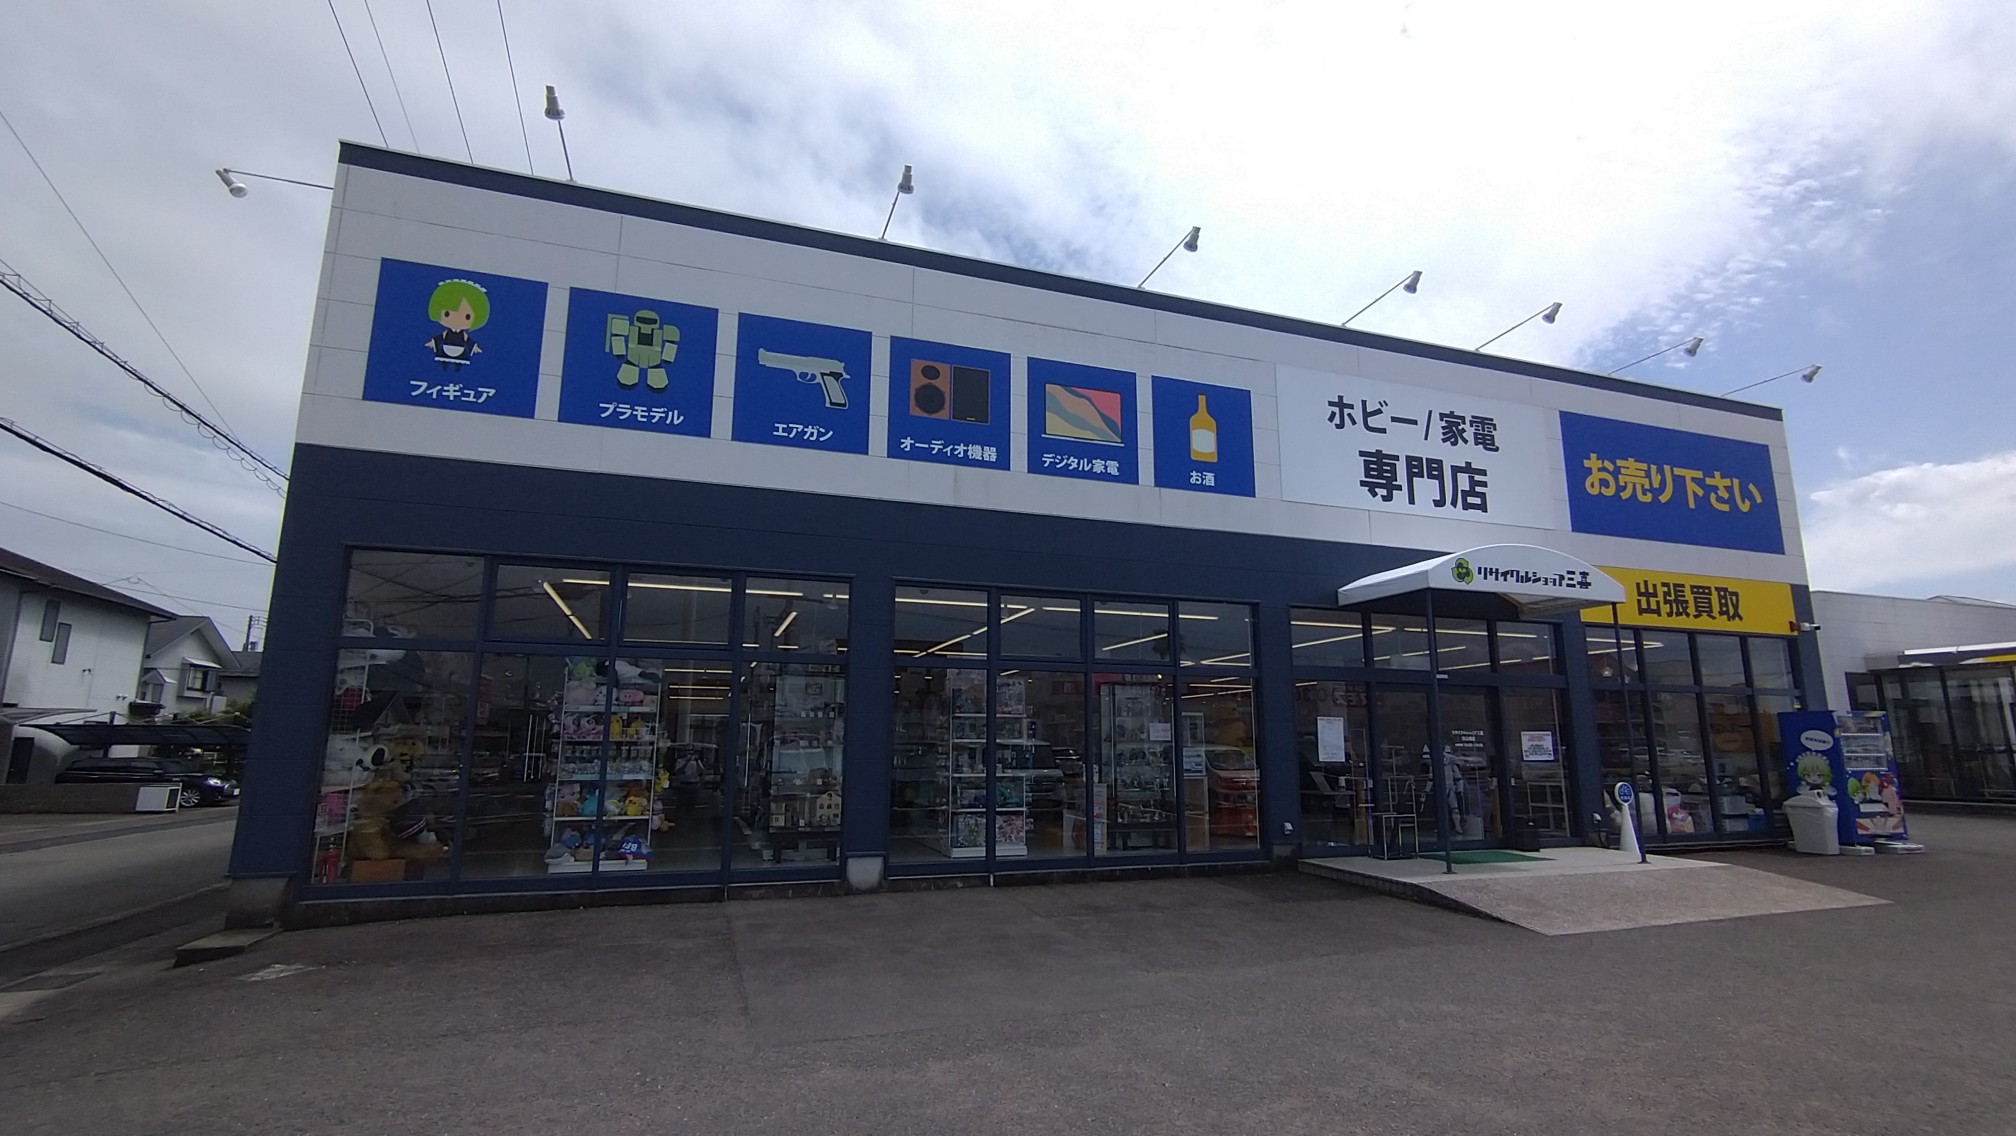 フィギュア
プラモデル
エアガン
オーディオ機器
デジタル家電
お酒
ホビー/家電
専門店
お売り下さい
リサイクルショップ三喜
出張買取